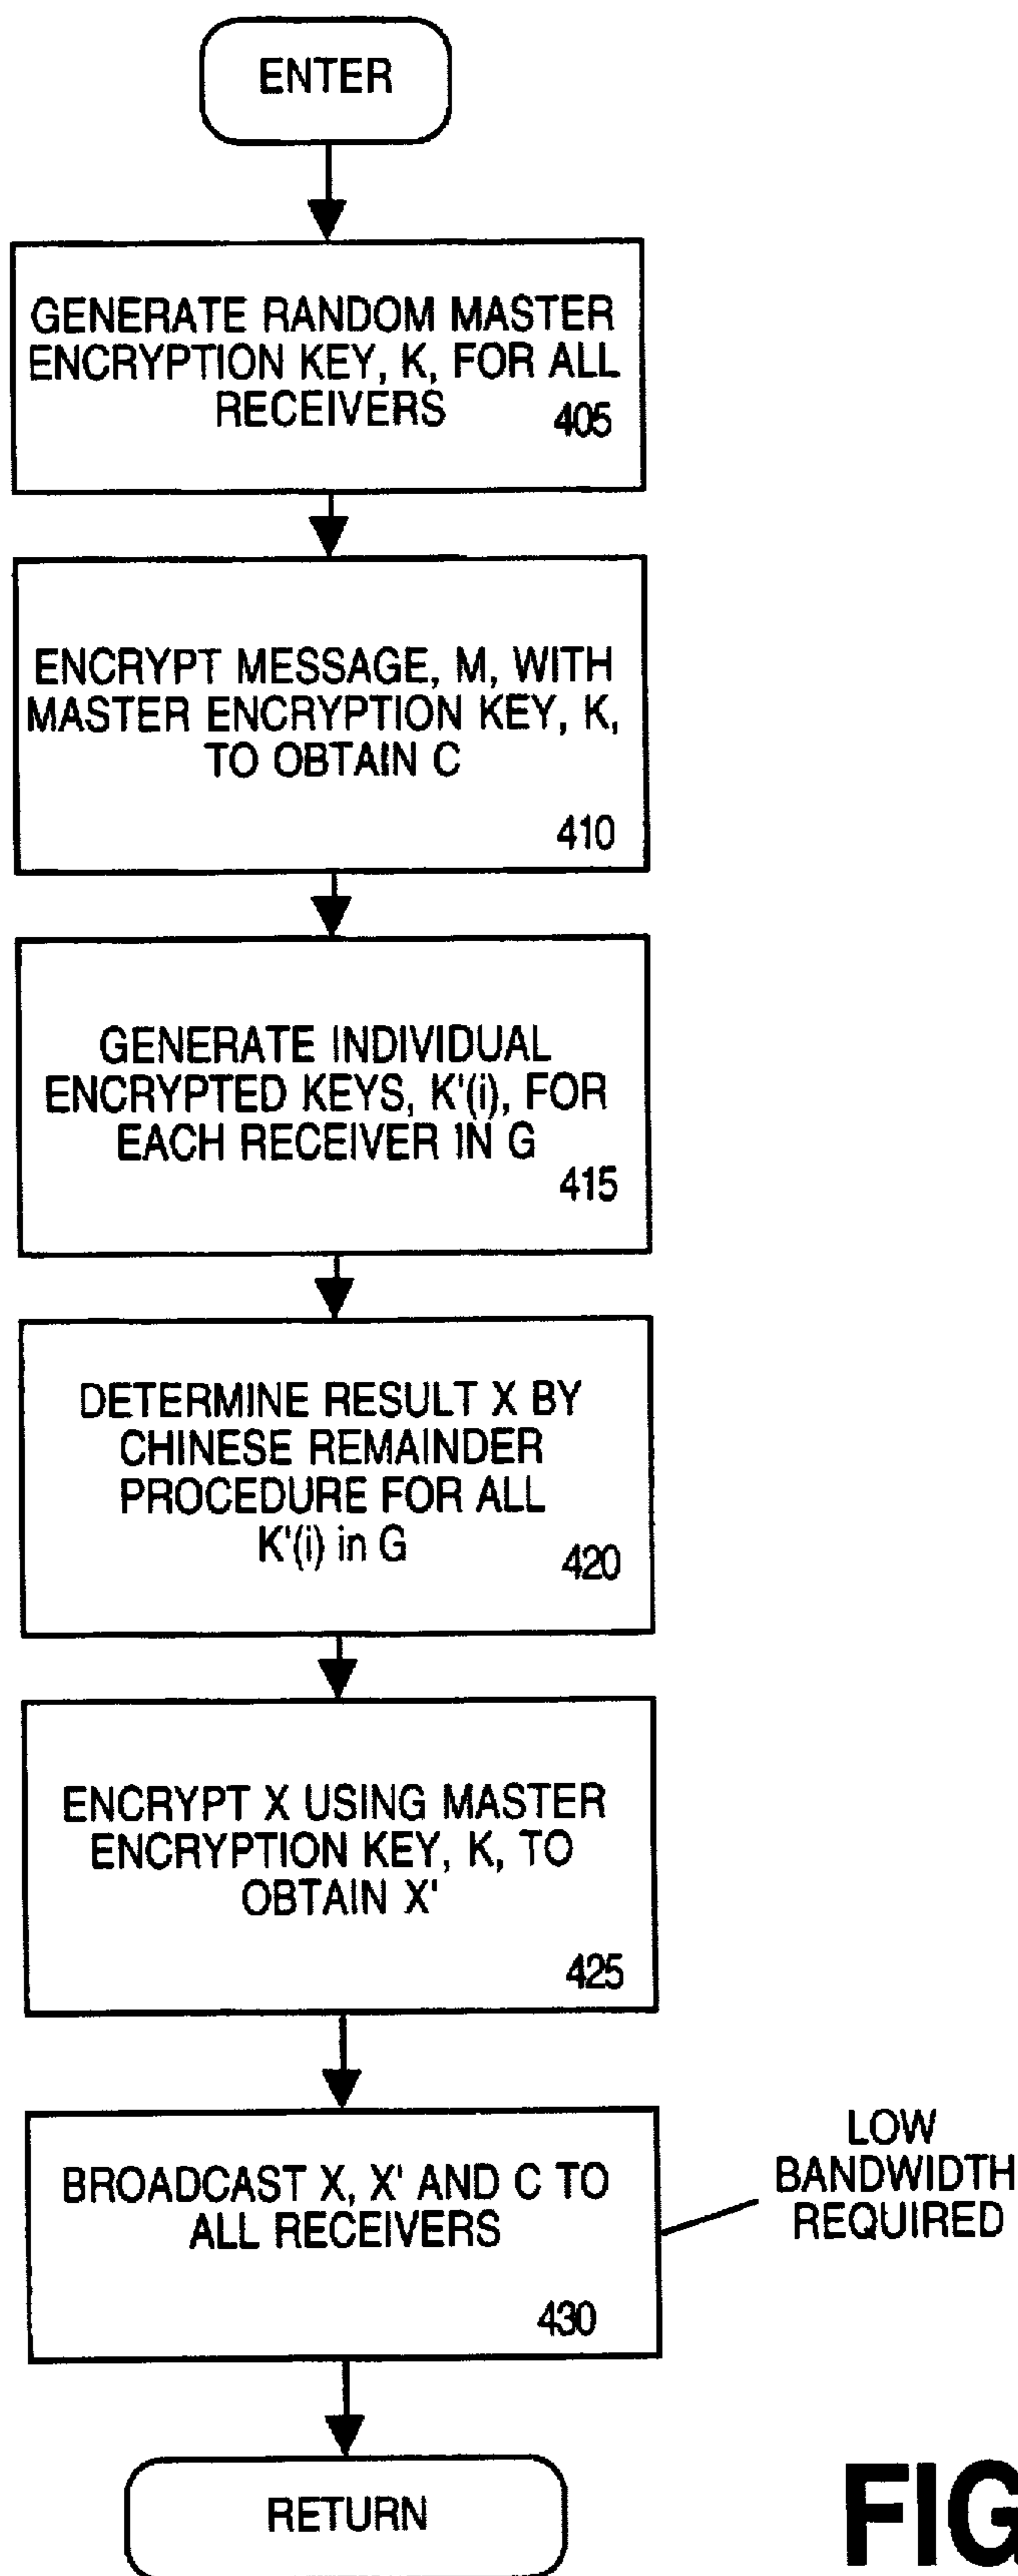 ENTER
GENERATE RANDOM MASTER
ENCRYPTION KEY, K, FOR ALL
RECEIVERS 405
ENCRYPT MESSAGE, M, WITH
MASTER ENCRYPTION KEY, K,
TO OBTAIN C
410
GENERATE INDIVIDUAL
ENCRYPTED KEYS, K'(i), FOR
EACH RECEIVER IN G
415
DETERMINE RESULT X BY
CHINESE REMAINDER
PROCEDURE FOR ALL
K'(i) in G 420
ENCRYPT X USING MASTER
ENCRYPTION KEY, K, TO
OBTAIN X'
425
BROADCAST X, X' AND C TO
ALL RECEIVERS
430
LOW
BANDWIDTH
REQUIRED
RETURN
FIG